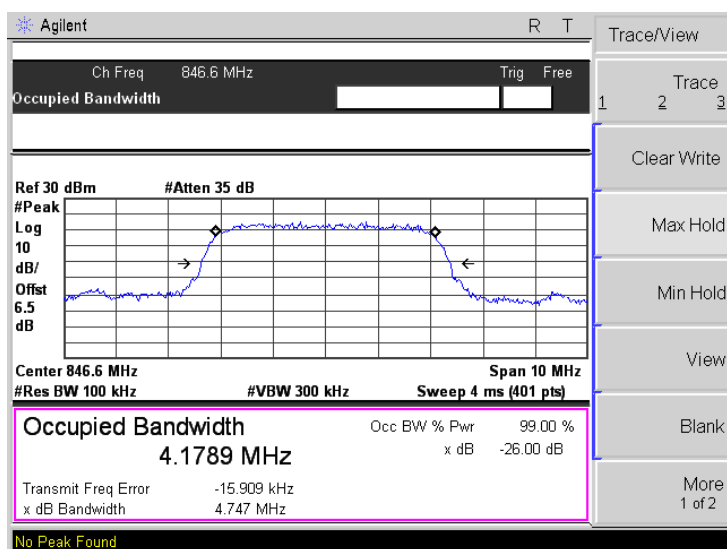 Agilent R T
Trace/View
Ch Freq 846.6 MHz Trig Free
Occupied Bandwidth
Trace
1 2 3
Clear Write
Max Hold
Min Hold
View
Blank
More
1 of 2
Ref 30 dBm #Atten 35 dB
#Peak
Log
10
dB/
Offst
6.5
dB
Center 846.6 MHz Span 10 MHz
#Res BW 100 kHz #VBW 300 kHz Sweep 4 ms (401 pts)
Occupied Bandwidth Occ BW % Pwr 99.00 %
4.1789 MHz x dB -26.00 dB
Transmit Freq Error -15.909 kHz
x dB Bandwidth 4.747 MHz
No Peak Found